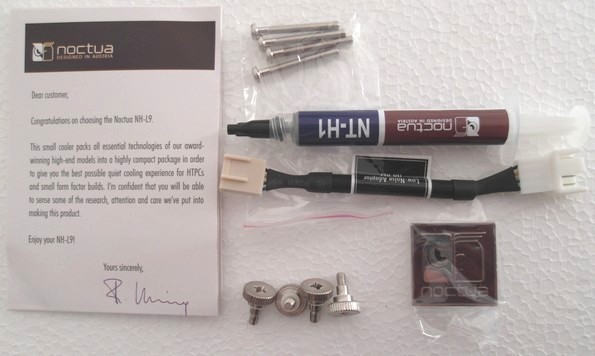 noctua
DESIGNED IN AUSTRIA
Dear customer,
Congratulations on choosing the Noctua NH-L9.
This small cooler packs all essential technologies of our award-
winning high-end models into a highly compact package in order
to give you the best possible quiet cooling experience for HTPCs
and small form factor builds. I'm confident that you will be able
to sense some of the research, attention and care we've put into
making this product.
Enjoy your NH-L9!
Yours sincerely,
NT-H1
noctua
DESIGNED IN AUSTRIA
Low-Noise Adaptor
noctua